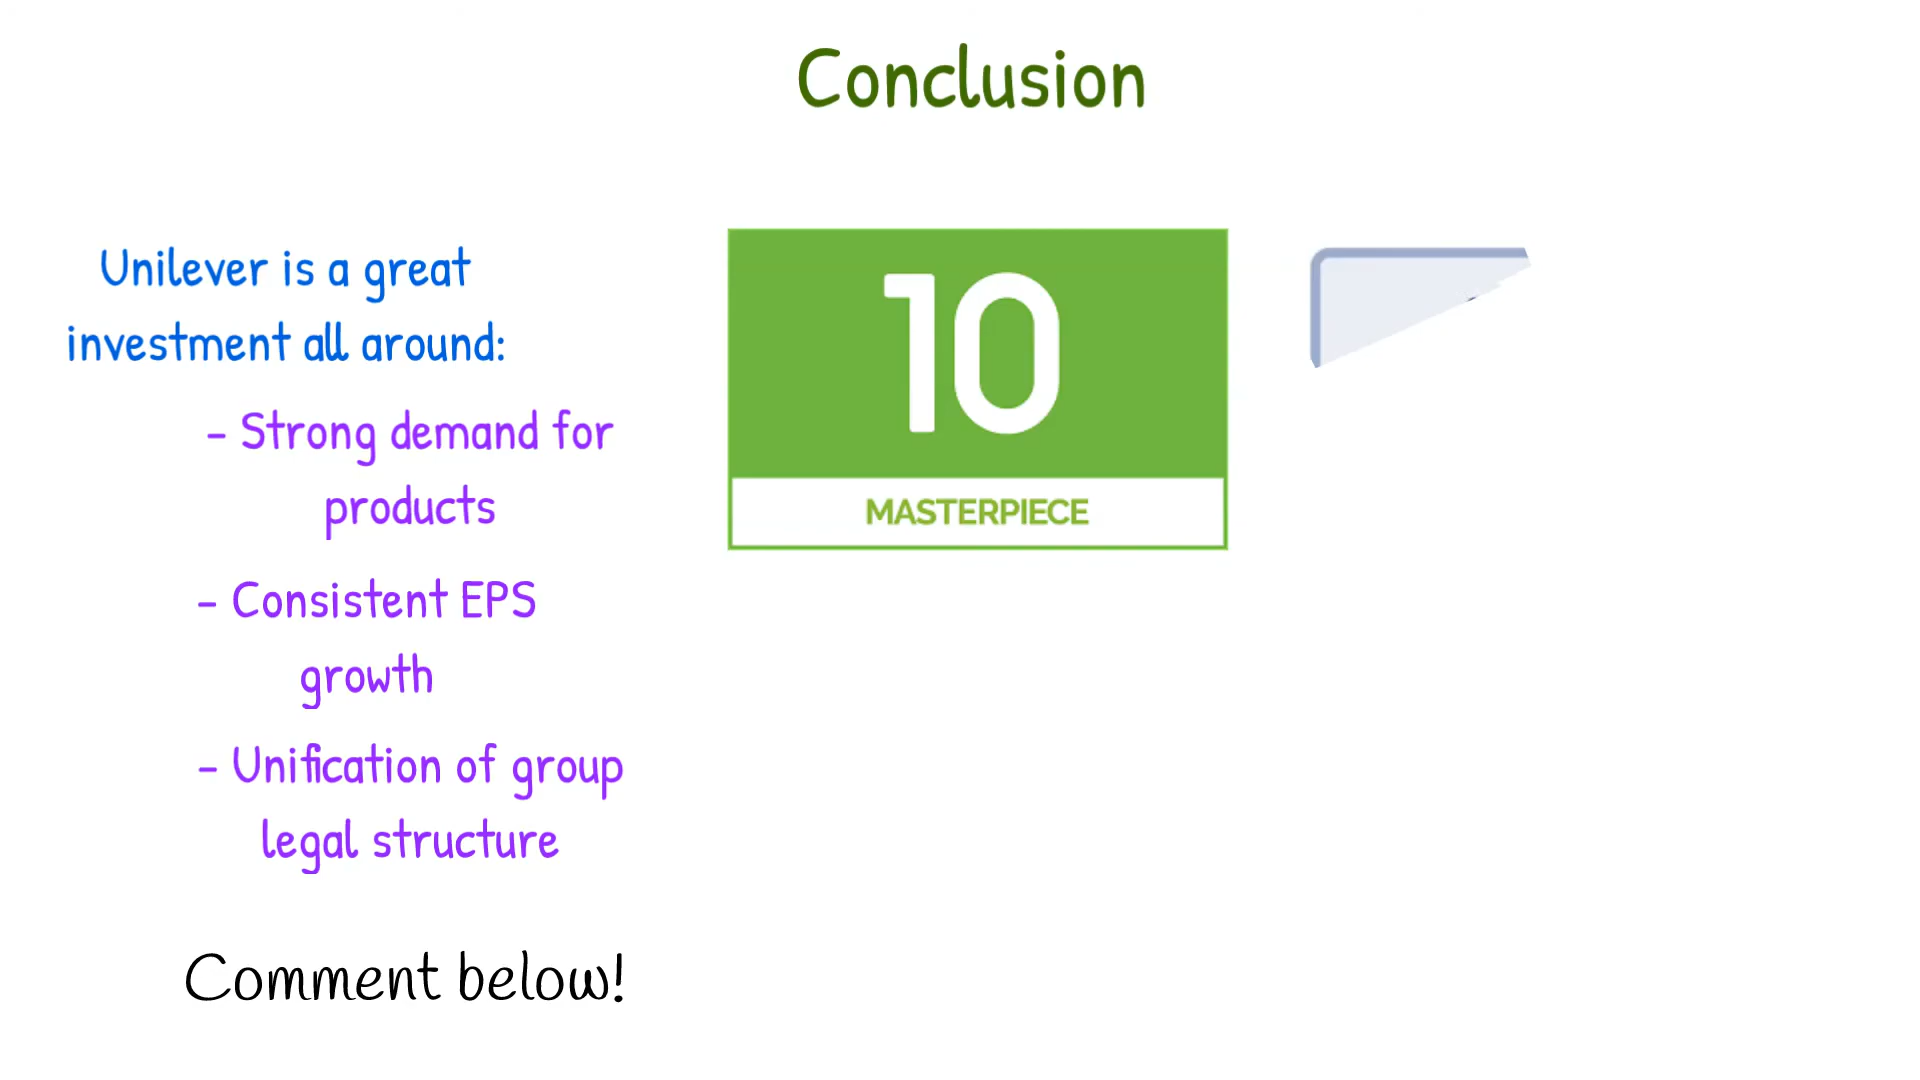 Conclusion
Unilever is a great
investment all around:
- Strong demand for
products
- Consistent EPS
growth
- Unification of group
legal structure
Comment below!
10
MASTERPIECE